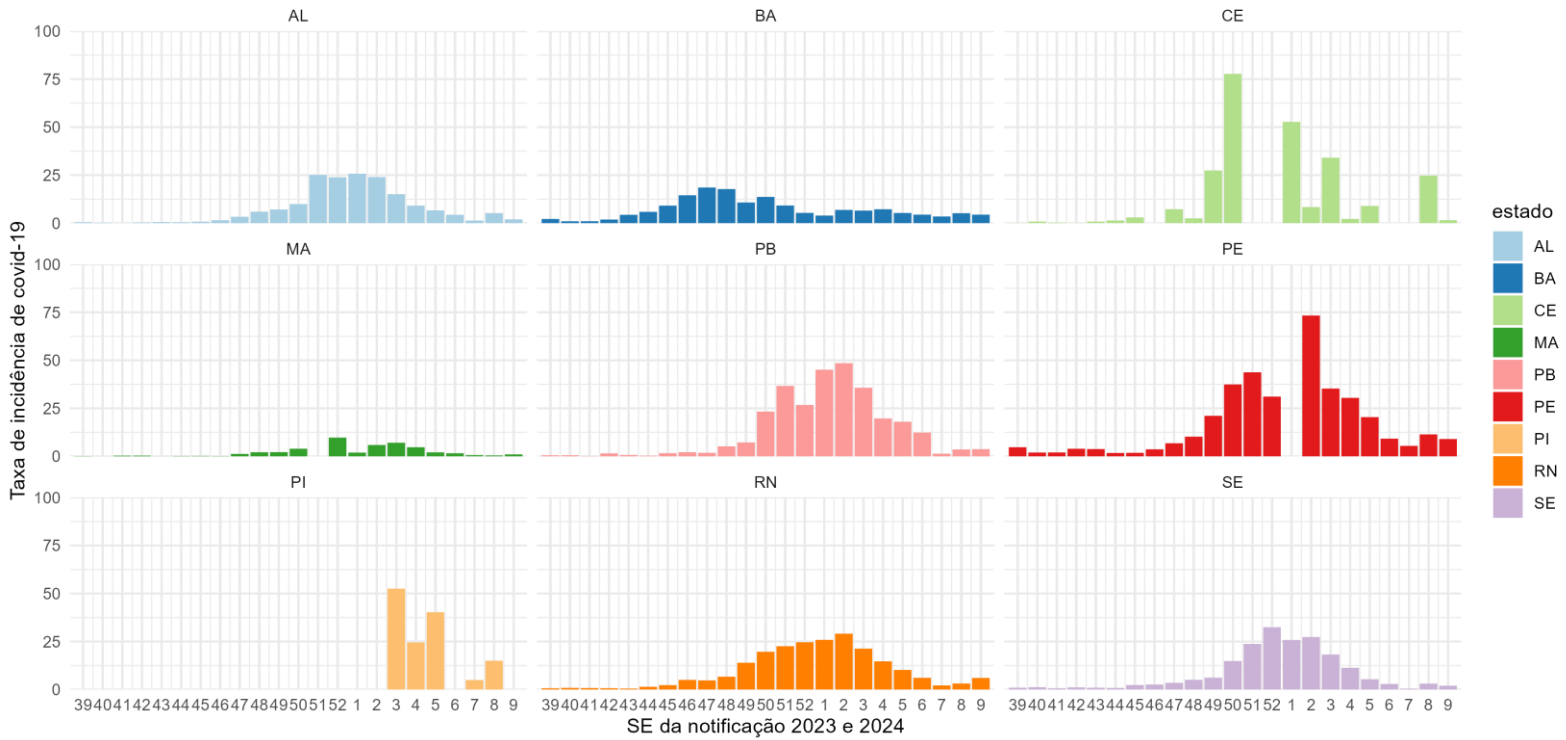 AL BA CE
100
75
50
25
0
MA PB PE
100
75
50
25
0
PI RN SE
100
75
50
25
0
39 40 41 42 43 44 45 46 47 48 49 50 51 52 1 2 3 4 5 6 7 8 9
39 40 41 42 43 44 45 46 47 48 49 50 51 52 1 2 3 4 5 6 7 8 9
39 40 41 42 43 44 45 46 47 48 49 50 51 52 1 2 3 4 5 6 7 8 9
SE da notificação 2023 e 2024
Taxa de incidência de covid-19
estado
AL
BA
CE
MA
PB
PE
PI
RN
SE